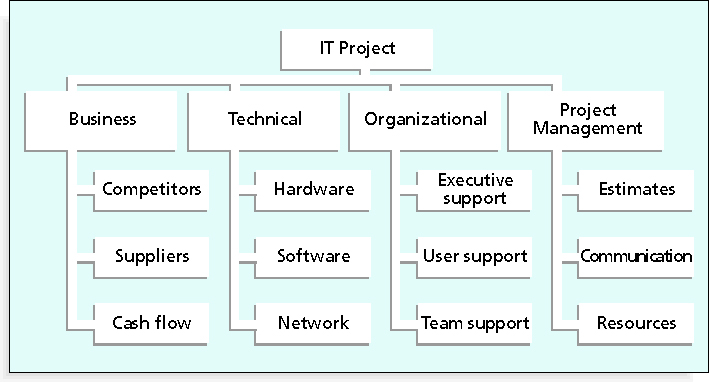 IT Project
Business
Technical
Organizational
Project
Management
Competitors
Hardware
Executive
support
Estimates
Suppliers
Software
User support
Communication
Cash flow
Network
Team support
Resources